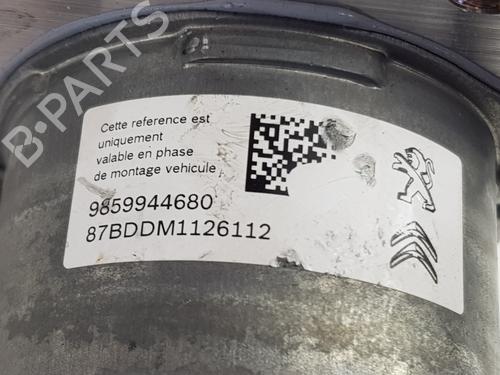 B-PARTS
Cette reference est
uniquement
valable en phase
de montage vehicule
9859944680
87BDDM1126112